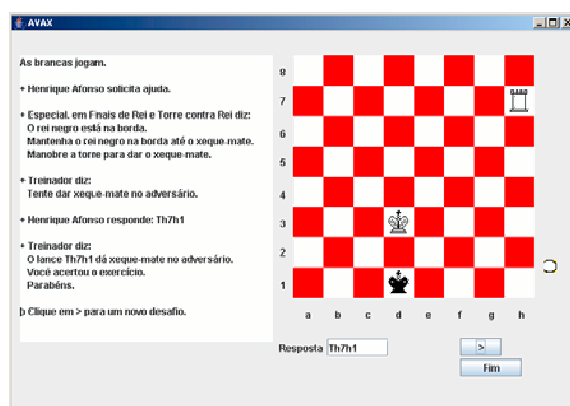 AVAX
As brancas jogam.
+ Henrique Afonso solicita ajuda.
+ Especial. em Finais de Rei e Torre contra Rei diz:
O rei negro está na borda.
Mantenha o rei negro na borda até o xeque-mate.
Manobre a torre para dar o xeque-mate.
+ Treinador diz:
Tente dar xeque-mate no adversário.
+ Henrique Afonso responde: Th7h1
+ Treinador diz:
O lance Th7h1 dá xeque-mate no adversário.
Você acertou o exercício.
Parabéns.
Clique em > para um novo desafio.
8
7
6
5
4
3
2
1
a b c d e f g h
Resposta Th7h1 >
Fim